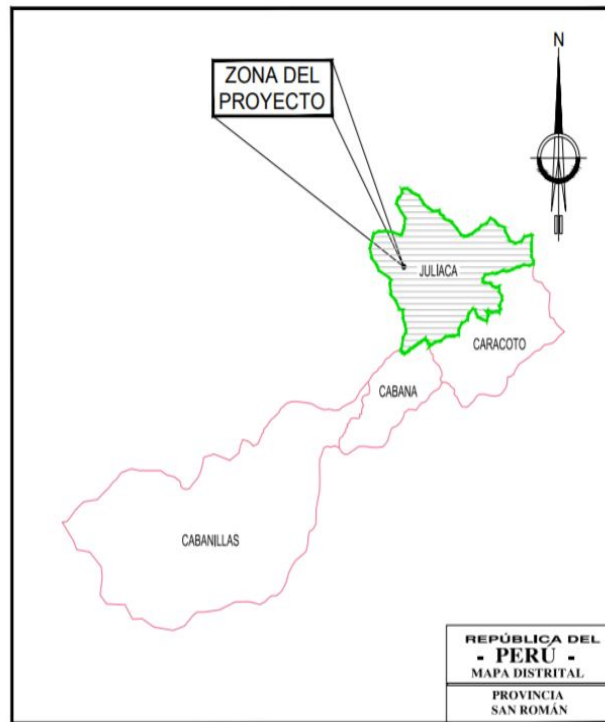 ZONA DEL
PROYECTO
N
JULIACA
CARACOTO
CABANA
CABANILLAS
REPÚBLICA DEL
- PERÚ -
MAPA DISTRITAL
PROVINCIA
SAN ROMÁN